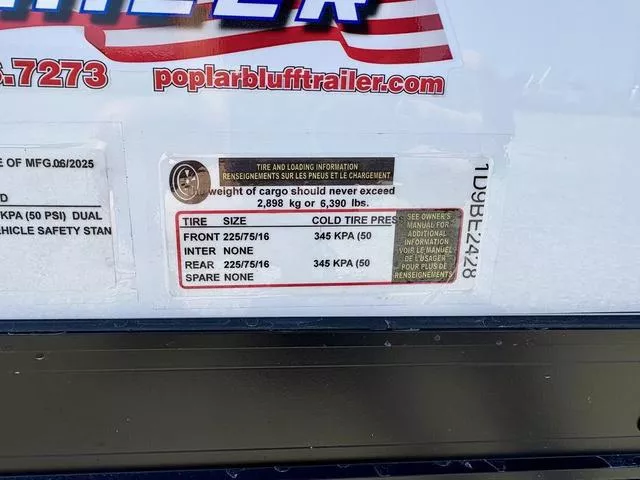 .7273
poplarblufftrailer.com
E OF MFG.06/2025
D
KPA (50 PSI) DUAL
EHICLE SAFETY STAN
TIRE AND LOADING INFORMATION
RENSEIGNEMENTS SUR LES PNEUS ET LE CHARGEMENT
weight of cargo should never exceed
2,898 kg or 6,390 lbs.
TIRE SIZE COLD TIRE PRESS
FRONT 225/75/16 345 KPA (50
INTER NONE
REAR 225/75/16 345 KPA (50
SPARE NONE
SEE OWNER'S
MANUAL FOR
ADDITIONAL
INFORMATION
VOIR LE MANUEL
DE L'USAGER
POUR PLUS DE
RENSEIGNEMENTS
1D9BE2428